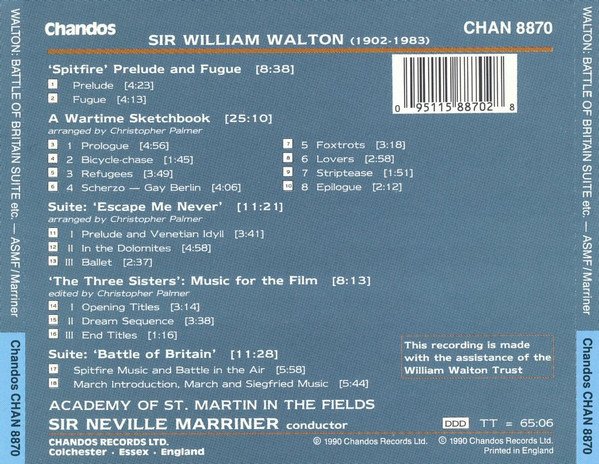 WALTON: BATTLE OF BRITAIN SUITE etc. — ASMF/Marriner
Chandos CHAN 8870
Chandos
CHAN 8870
SIR WILLIAM WALTON (1902-1983)
'Spitfire' Prelude and Fugue [8:38]
1 Prelude [4:23]
2 Fugue [4:13]
0 95115 88702 8
A Wartime Sketchbook [25:10]
arranged by Christopher Palmer
3 1 Prologue [4:56]
4 2 Bicycle-chase [1:45]
5 3 Refugees [3:49]
6 4 Scherzo — Gay Berlin [4:06]
7 5 Foxtrots [3:18]
8 6 Lovers [2:58]
9 7 Striptease [1:51]
10 8 Epilogue [2:12]
Suite: 'Escape Me Never' [11:21]
arranged by Christopher Palmer
11 I Prelude and Venetian Idyll [3:41]
12 II In the Dolomites [4:58]
13 III Ballet [2:37]
'The Three Sisters': Music for the Film [8:13]
edited by Christopher Palmer
14 I Opening Titles [3:14]
15 II Dream Sequence [3:38]
16 III End Titles [1:16]
Suite: 'Battle of Britain' [11:28]
17 Spitfire Music and Battle in the Air [5:58]
18 March Introduction, March and Siegfried Music [5:44]
This recording is made
with the assistance of the
William Walton Trust
ACADEMY OF ST. MARTIN IN THE FIELDS
SIR NEVILLE MARRINER conductor
DDD TT = 65:06
CHANDOS RECORDS LTD.
Colchester . Essex . England
℗ 1990 Chandos Records Ltd.
© 1990 Chandos Records Ltd.
Printed in England
WALTON: BATTLE OF BRITAIN SUITE etc. — ASMF/Marriner
Chandos CHAN 8870